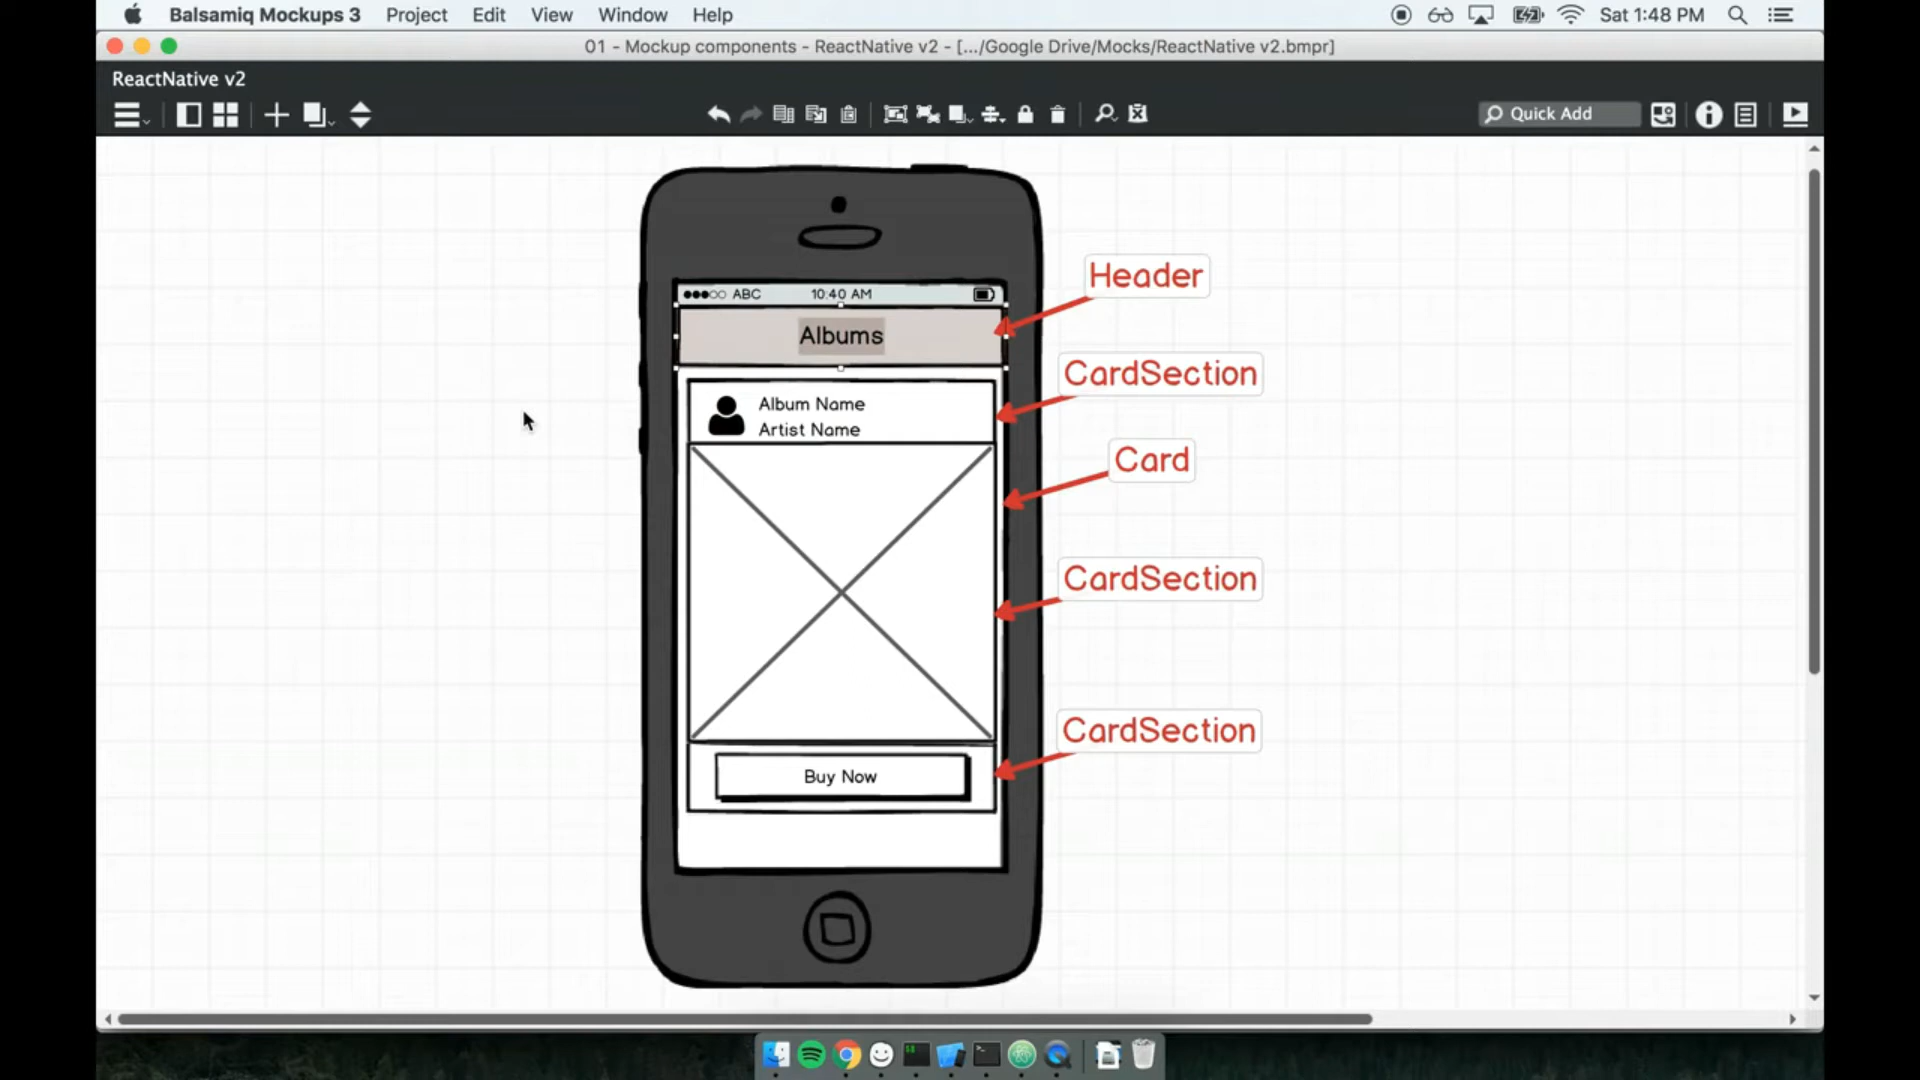 Balsamiq Mockups 3 Project Edit View Window Help Sat 1:48 PM
01 - Mockup components - ReactNative v2 - [.../Google Drive/Mocks/ReactNative v2.bmpr]
ReactNative v2
Quick Add
ABC 10:40 AM
Header
Albums
CardSection
Album Name
Artist Name
Card
CardSection
CardSection
Buy Now